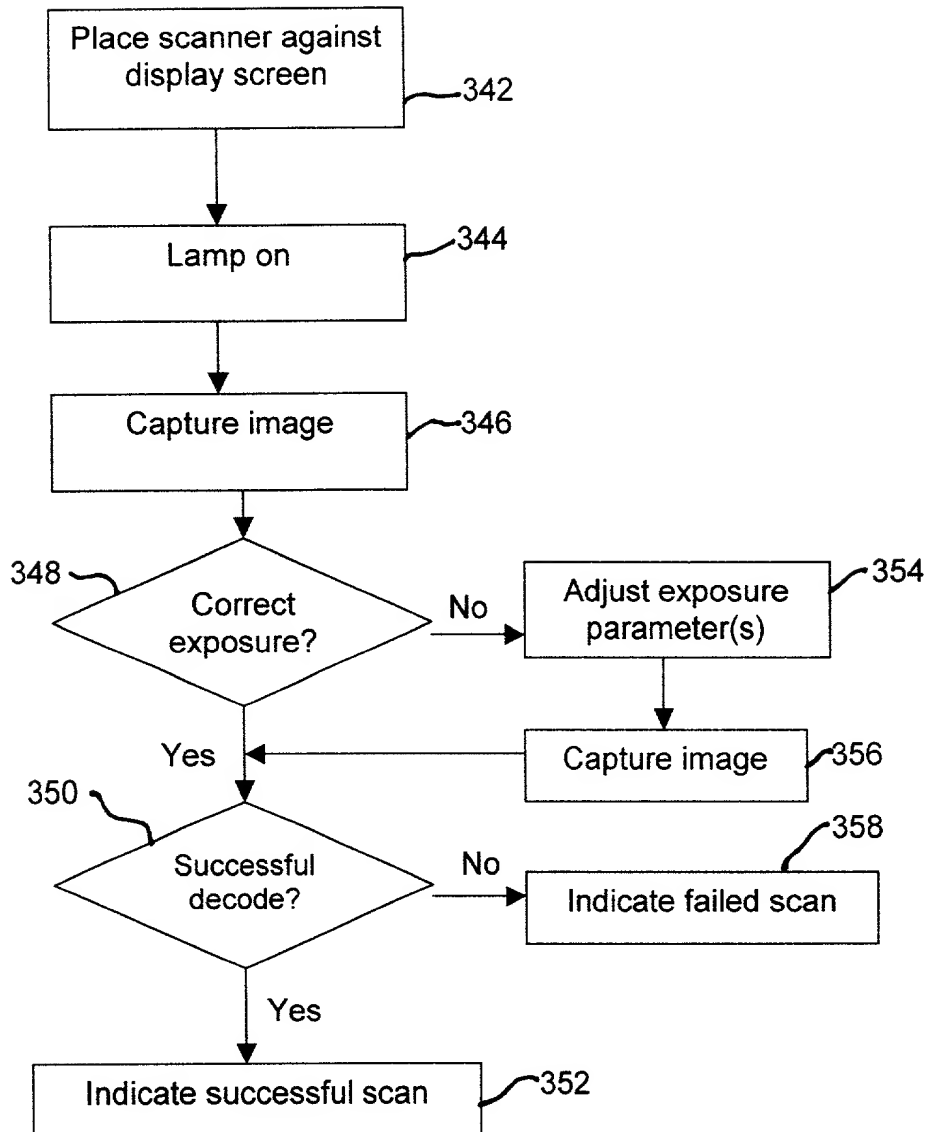 Place scanner against
display screen
342
Lamp on
344
Capture image
346
348
Correct
exposure?
No
Adjust exposure
parameter(s)
354
Yes
Capture image
356
350
Successful
decode?
No
Indicate failed scan
358
Yes
Indicate successful scan
352